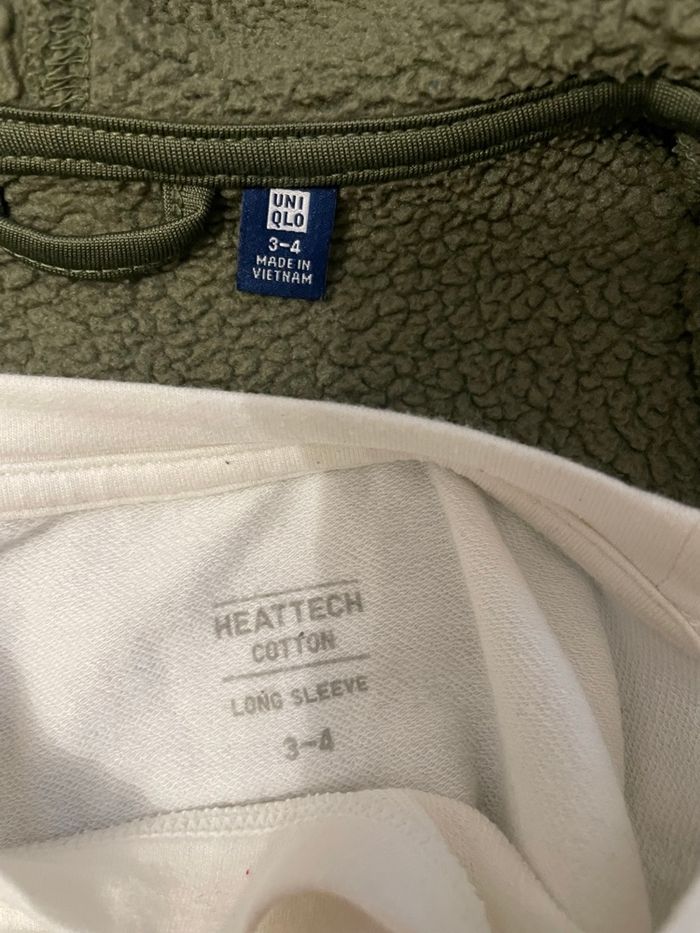 UNI
QLO
3-4
MADE IN
VIETNAM
HEATTECH
COTTON
LONG SLEEVE
3-4